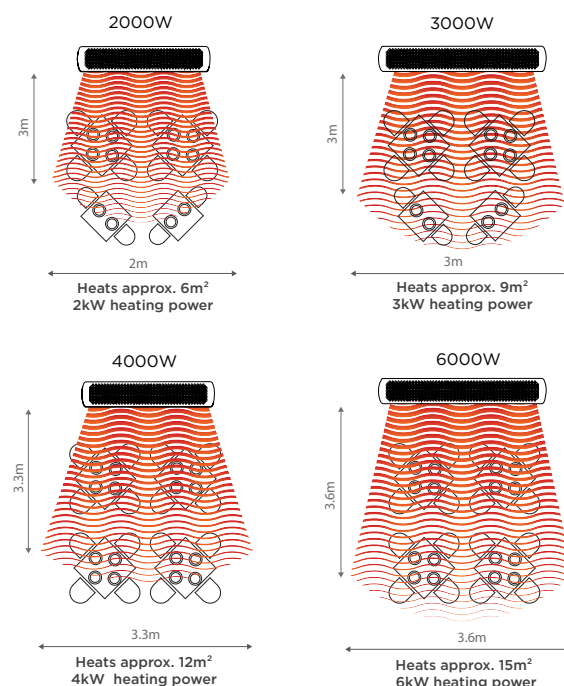 2000W
3m
2m
Heats approx. 6m²
2kW heating power
3000W
3m
3m
Heats approx. 9m²
3kW heating power
4000W
3.3m
3.3m
Heats approx. 12m²
4kW heating power
6000W
3.6m
3.6m
Heats approx. 15m²
6kW heating power